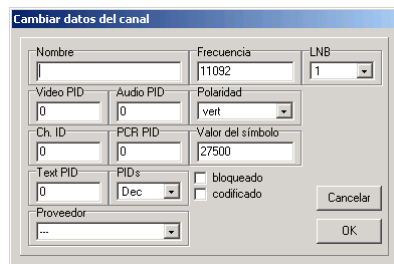 Cambiar datos del canal
Nombre Frecuencia LNB
11092 1
Video PID Audio PID Polaridad
0 0 vert
Ch. ID PCR PID Valor del símbolo
0 0 27500
Text PID PIDs bloqueado
0 Dec codificado
Cancelar
Proveedor
---
OK